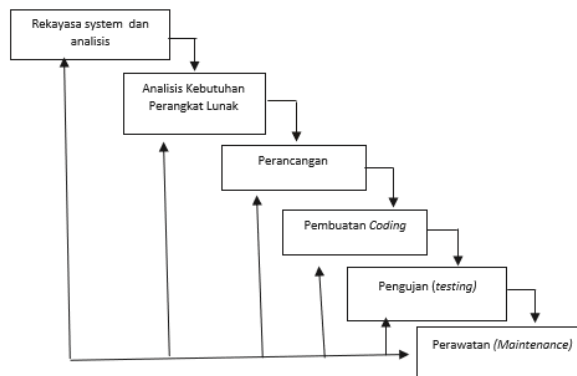 Rekayasa system dan
analisis
Analisis Kebutuhan
Perangkat Lunak
Perancangan
Pembuatan Coding
Pengujan (testing)
Perawatan (Maintenance)